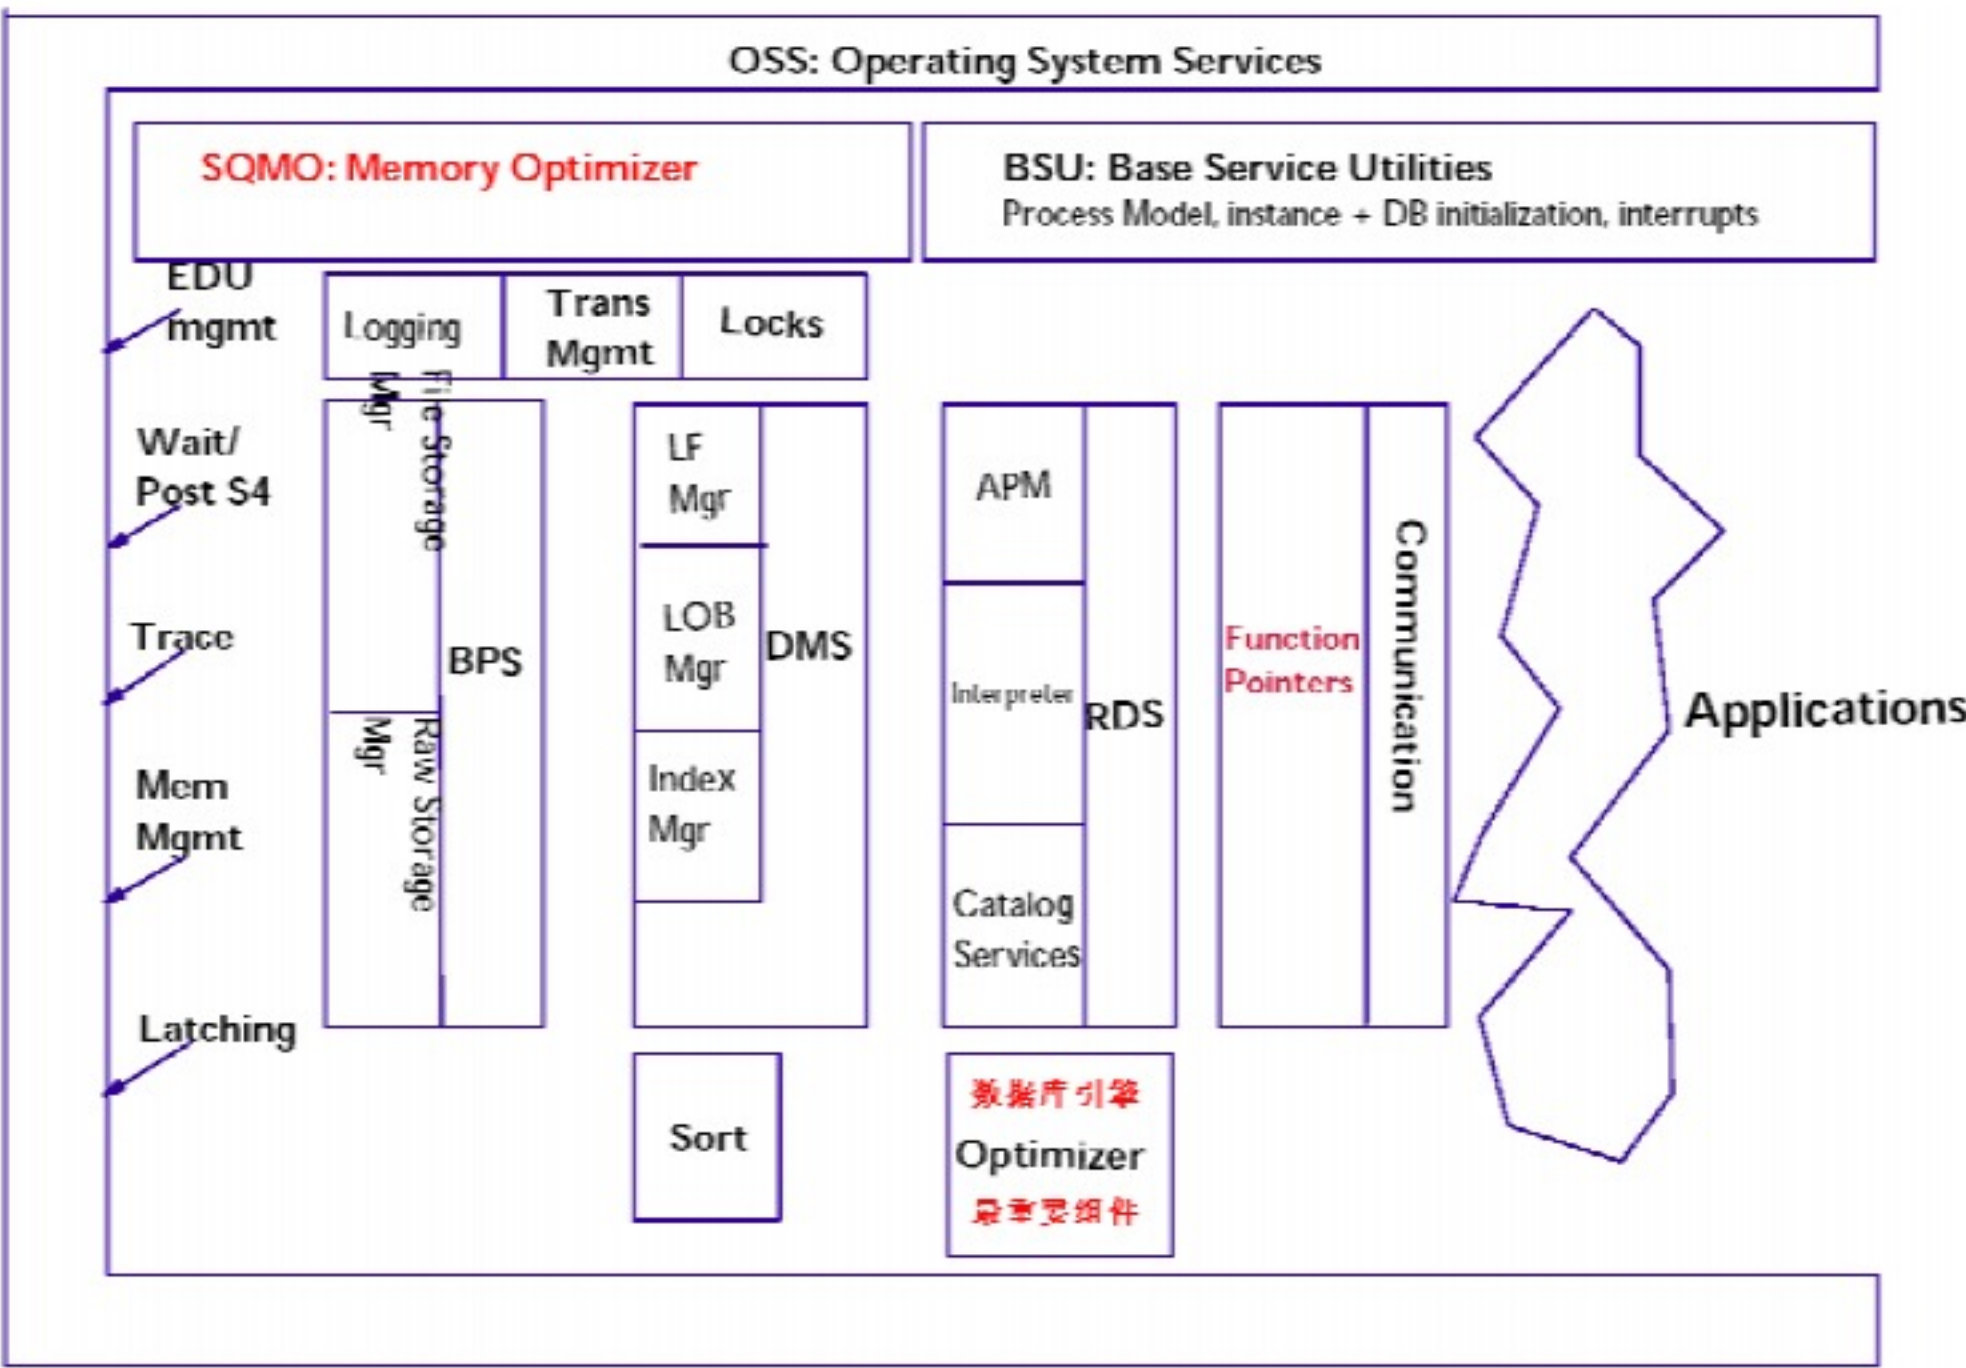 OSS: Operating System Services
SQMO: Memory Optimizer
BSU: Base Service Utilities
Process Model, instance + DB initialization, interrupts
EDU
mgmt
Logging
Trans
Mgmt
Locks
Wait/
Post S4
Trace
Mem
Mgmt
Latching
File Storage
Mgr
Raw Storage
Mgr
BPS
LF
Mgr
LOB
Mgr
Index
Mgr
DMS
APM
Interpreter
Catalog
Services
RDS
Function
Pointers
Communication
Applications
Sort
数据库引擎
Optimizer
最重要组件